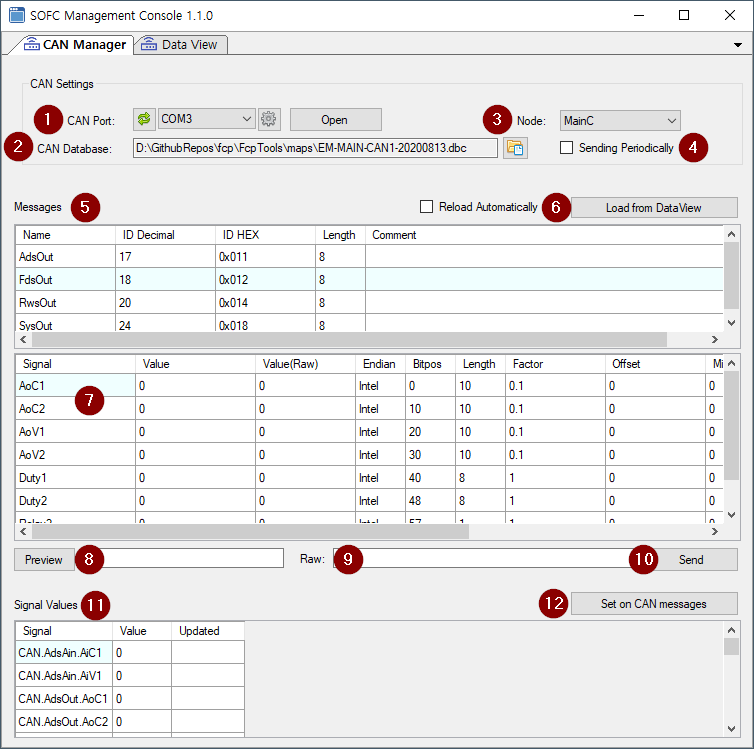 SOFC Management Console 1.1.0
CAN Manager Data View
CAN Settings
1 CAN Port: COM3 Open 3 Node: MainC
2 CAN Database: D:\GithubRepos\fcp\FcpTools\maps\EM-MAIN-CAN1-20200813.dbc Sending Periodically 4
Messages 5 Reload Automatically 6 Load from DataView
Name ID Decimal ID HEX Length Comment
AdsOut 17 0x011 8
FdsOut 18 0x012 8
RwsOut 20 0x014 8
SysOut 24 0x018 8
Signal Value Value(Raw) Endian Bitpos Length Factor Offset Mi
AoC1 0 0 Intel 0 10 0.1 0 0
7
AoC2 0 0 Intel 10 10 0.1 0 0
AoV1 0 0 Intel 20 10 0.1 0 0
AoV2 0 0 Intel 30 10 0.1 0 0
Duty1 0 0 Intel 40 8 1 0 0
Duty2 0 0 Intel 48 8 1 0 0
0 0 Intel 57 1 1 0 0
Preview 8 Raw: 9 10 Send
Signal Values 11 12 Set on CAN messages
Signal Value Updated
CAN.AdsAin.AiC1 0
CAN.AdsAin.AiV1 0
CAN.AdsOut.AoC1 0
CAN.AdsOut.AoC2 0